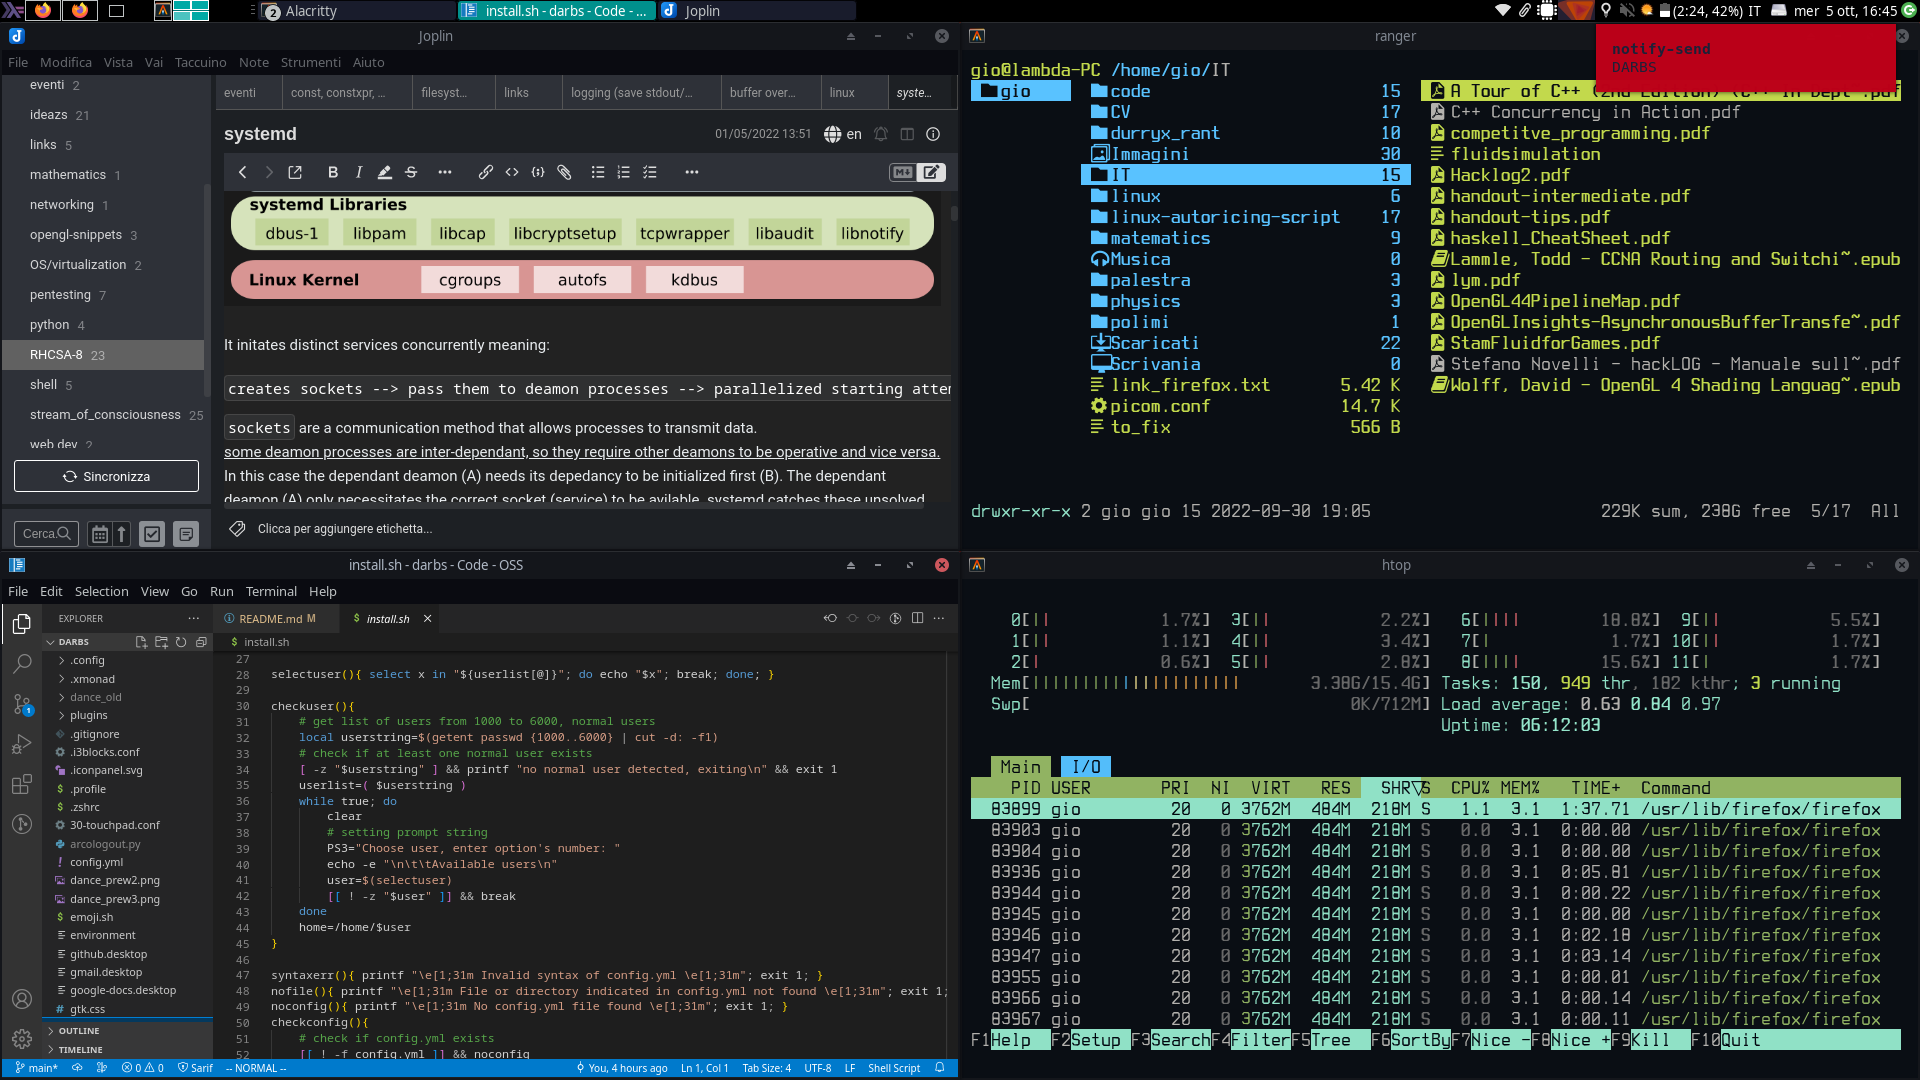 2 Alacritty
install.sh - darbs - Code - ...
Joplin
(2:24, 42%) IT
mer 5 ott, 16:45
Joplin
File Modifica Vista Vai Taccuino Note Strumenti Aiuto
eventi 2
ideazs 21
links 5
mathematics 1
networking 1
opengl-snippets 3
OS/virtualization 2
pentesting 7
python 4
RHCSA-8 23
shell 5
stream_of_consciousness 25
web dev 2
Sincronizza
Cerca...
eventi const, constxpr, ... filesyst... links logging (save stdout/... buffer over... linux syste...
systemd
01/05/2022 13:51 en
B I S
systemd Libraries
dbus-1 libpam libcap libcryptsetup tcpwrapper libaudit libnotify
Linux Kernel cgroups autofs kdbus
It initates distinct services concurrently meaning:
creates sockets --> pass them to deamon processes --> parallelized starting atten
sockets are a communication method that allows processes to transmit data.
some deamon processes are inter-dependant, so they require other deamons to be operative and vice versa.
In this case the dependant deamon (A) needs its depedancy to be initialized first (B). The dependant
deamon (A) only necessitates the correct socket (service) to be avilable, systemd catches these unsolved
Clicca per aggiungere etichetta...
ranger
notify-send
DARBS
gio@lambda-PC /home/gio/IT
gio
code 15
CV 17
durryx_rant 10
Immagini 30
IT 15
linux 6
linux-autoricing-script 17
matematics 9
Musica 0
palestra 3
physics 3
polimi 1
Scaricati 22
Scrivania 0
link_firefox.txt 5.42 K
picom.conf 14.7 K
to_fix 566 B
A Tour of C++ (2nd Edition) (C++ In Dept~.pdf
C++ Concurrency in Action.pdf
competitve_programming.pdf
fluidsimulation
Hacklog2.pdf
handout-intermediate.pdf
handout-tips.pdf
haskell_CheatSheet.pdf
Lammle, Todd - CCNA Routing and Switchi~.epub
lym.pdf
OpenGL44PipelineMap.pdf
OpenGLInsights-AsynchronousBufferTransfe~.pdf
StamFluidforGames.pdf
Stefano Novelli - hackLOG - Manuale sull~.pdf
Wolff, David - OpenGL 4 Shading Languag~.epub
drwxr-xr-x 2 gio gio 15 2022-09-30 19:05
229K sum, 238G free 5/17 All
install.sh - darbs - Code - OSS
File Edit Selection View Go Run Terminal Help
EXPLORER ...
DARBS
.config
.xmonad
dance_old
plugins
.gitignore
.i3blocks.conf
.iconpanel.svg
.profile
.zshrc
30-touchpad.conf
arcologout.py
config.yml
dance_prew2.png
dance_prew3.png
emoji.sh
environment
github.desktop
gmail.desktop
google-docs.desktop
gtk.css
OUTLINE
TIMELINE
1
README.md M
$ install.sh
$ install.sh
27
28 selectuser(){ select x in "${userlist[@]}"; do echo "$x"; break; done; }
29
30 checkuser(){
31 # get list of users from 1000 to 6000, normal users
32 local userstring=$(getent passwd {1000..6000} | cut -d: -f1)
33 # check if at least one normal user exists
34 [ -z "$userstring" ] && printf "no normal user detected, exiting\n" && exit 1
35 userlist=( $userstring )
36 while true; do
37 clear
38 # setting prompt string
39 PS3="Choose user, enter option's number: "
40 echo -e "\n\t\tAvailable users\n"
41 user=$(selectuser)
42 [[ ! -z "$user" ]] && break
43 done
44 home=/home/$user
45 }
46
47 syntaxerr(){ printf "\e[1;31m Invalid syntax of config.yml \e[1;31m"; exit 1; }
48 nofile(){ printf "\e[1;31m File or directory indicated in config.yml not found \e[1;31m"; exit 1;
49 noconfig(){ printf "\e[1;31m No config.yml file found \e[1;31m"; exit 1; }
50 checkconfig(){
51 # check if config.yml exists
52 [[ ! -f config.yml ]] && noconfig
main* 0 0 Sarif -- NORMAL -- You, 4 hours ago Ln 1, Col 1 Tab Size: 4 UTF-8 LF Shell Script
htop
0[|| 1.7%] 3[|| 2.2%] 6[|||| 18.8%] 9[|| 5.5%]
1[|| 1.1%] 4[|| 3.4%] 7[| 1.7%] 10[|| 1.7%]
2[| 0.6%] 5[|| 2.8%] 8[|||| 15.6%] 11[| 1.7%]
Mem[||||||||||||||||||||| 3.38G/15.4G] Tasks: 150, 949 thr, 182 kthr; 3 running
Swp[ 0K/712M] Load average: 0.63 0.84 0.97
Uptime: 06:12:03
Main I/O
PID USER PRI NI VIRT RES SHR▽S CPU% MEM% TIME+ Command
83899 gio 20 0 3762M 484M 218M S 1.1 3.1 1:37.71 /usr/lib/firefox/firefox
83903 gio 20 0 3762M 484M 218M S 0.0 3.1 0:00.00 /usr/lib/firefox/firefox
83904 gio 20 0 3762M 484M 218M S 0.0 3.1 0:00.00 /usr/lib/firefox/firefox
83936 gio 20 0 3762M 484M 218M S 0.0 3.1 0:05.81 /usr/lib/firefox/firefox
83944 gio 20 0 3762M 484M 218M S 0.0 3.1 0:00.22 /usr/lib/firefox/firefox
83945 gio 20 0 3762M 484M 218M S 0.0 3.1 0:00.00 /usr/lib/firefox/firefox
83946 gio 20 0 3762M 484M 218M S 0.0 3.1 0:02.18 /usr/lib/firefox/firefox
83947 gio 20 0 3762M 484M 218M S 0.0 3.1 0:03.14 /usr/lib/firefox/firefox
83955 gio 20 0 3762M 484M 218M S 0.0 3.1 0:00.01 /usr/lib/firefox/firefox
83966 gio 20 0 3762M 484M 218M S 0.0 3.1 0:00.14 /usr/lib/firefox/firefox
83967 gio 20 0 3762M 484M 218M S 0.0 3.1 0:00.11 /usr/lib/firefox/firefox
F1Help F2Setup F3SearchF4FilterF5Tree F6SortByF7Nice -F8Nice +F9Kill F10Quit